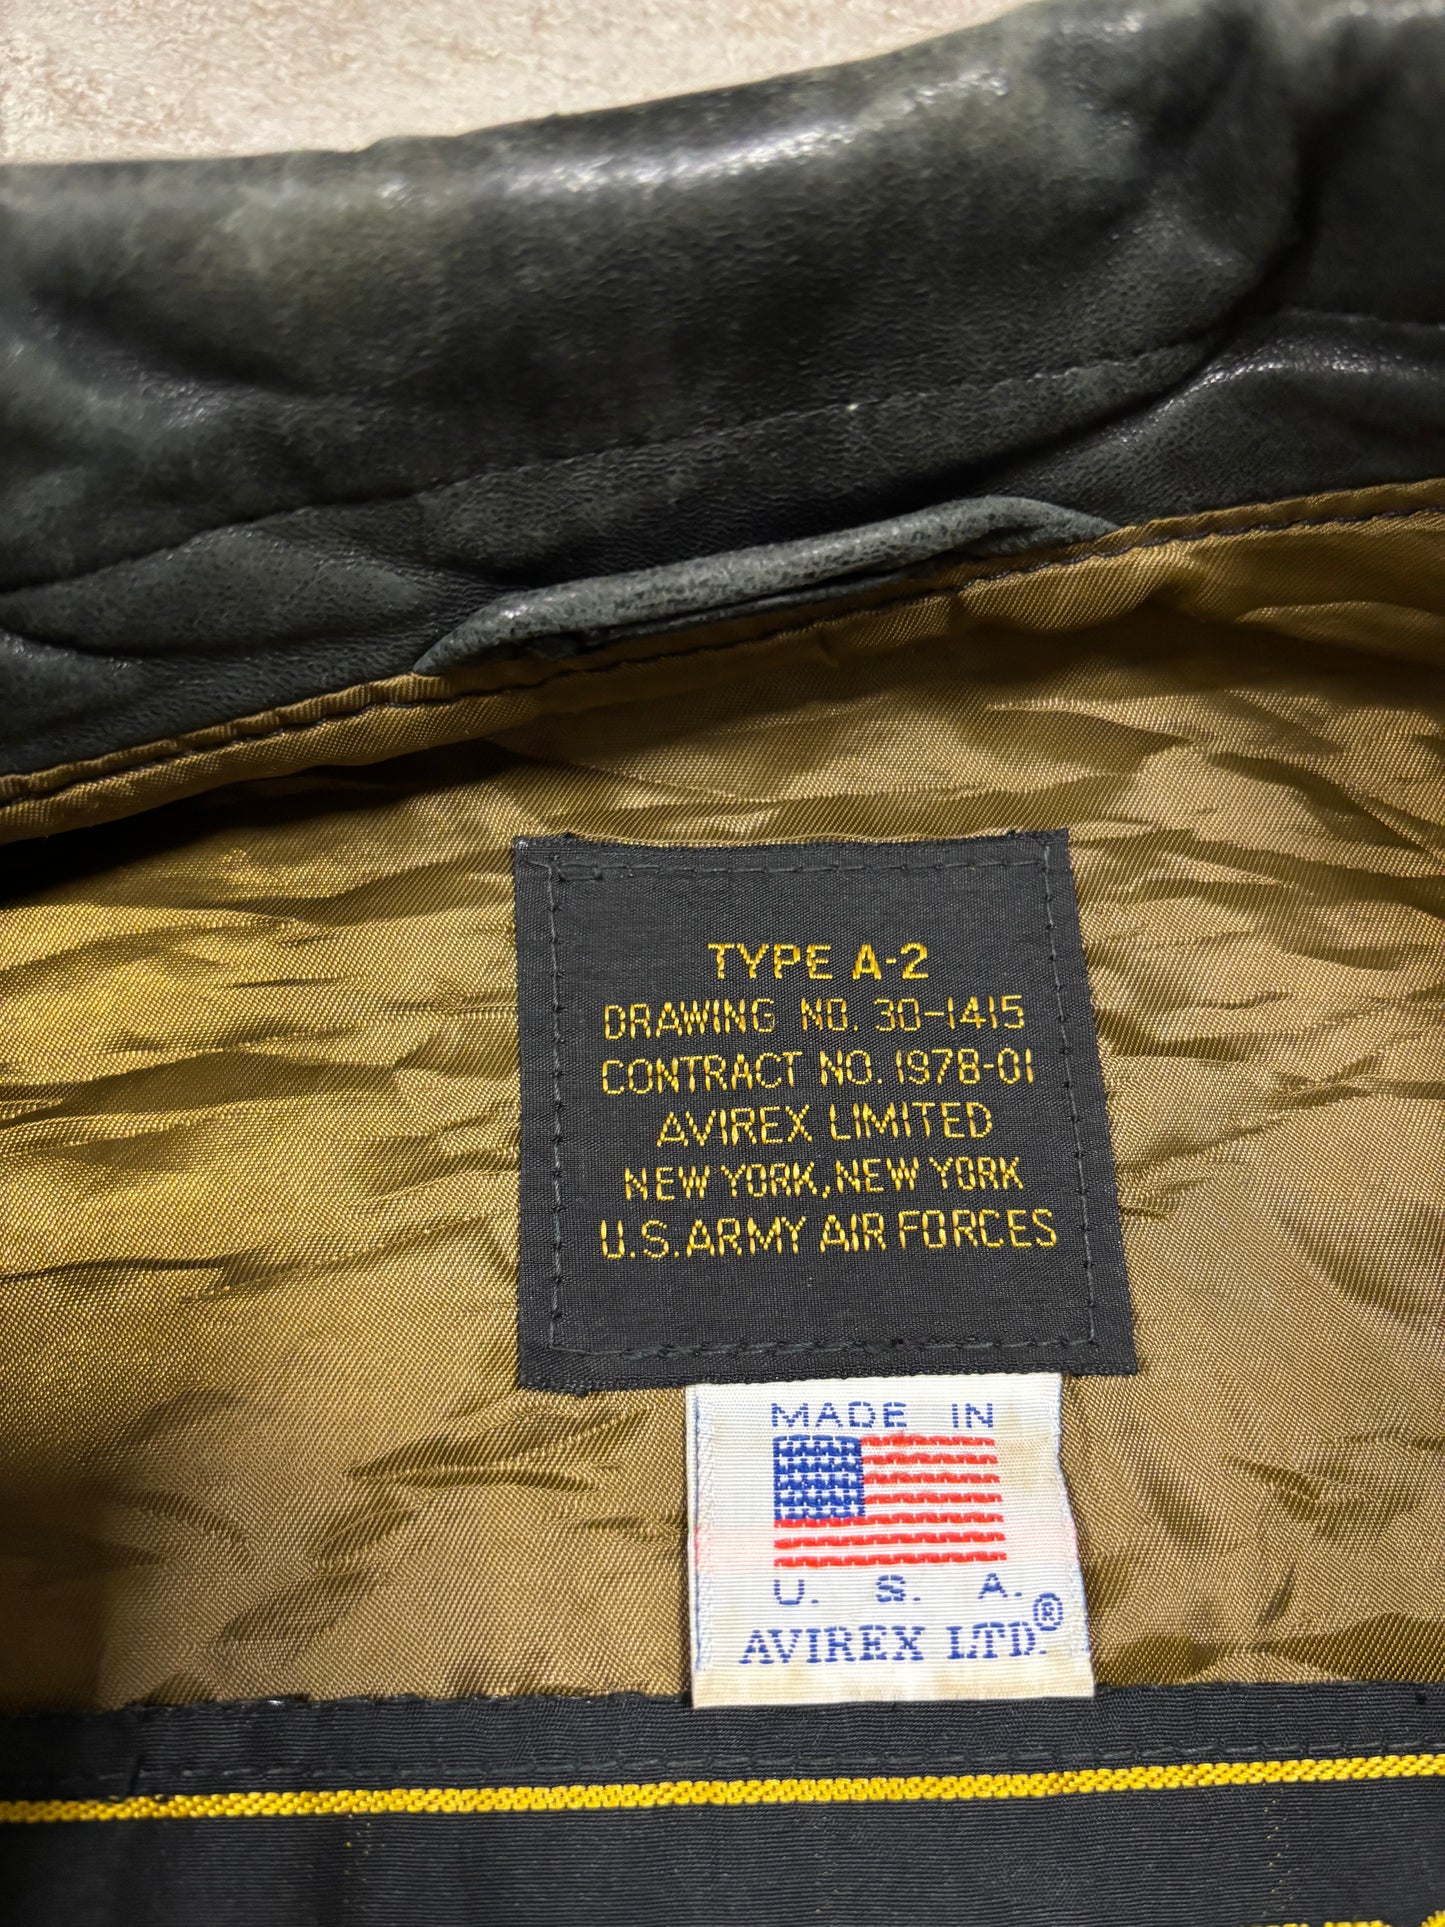 TYPE A-2
DRAWING NO. 30-1415
CONTRACT NO. 1978-01
AVIREX LIMITED
NEW YORK, NEW YORK
U.S. ARMY AIR FORCES
MADE IN
U. S. A.
AVIREX LTD.®